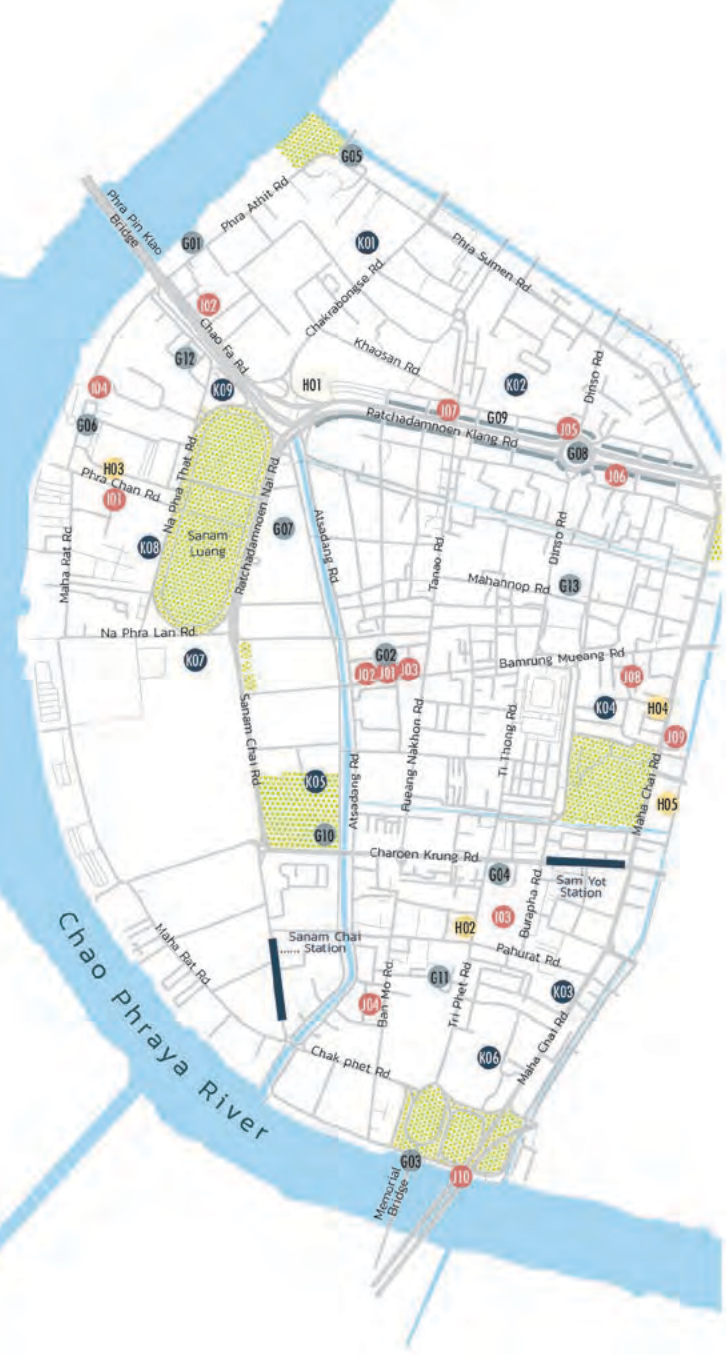 G05
Phra Athit Rd
Phra Pin Klao
Bridge
G01
K01
Phra Sumen Rd
Chakrabongse Rd
I02
Chao Fa Rd
Khaosan Rd
G12
Dinso Rd
I04
K09
H01
K02
J07
G09
J05
G06
Ratchadamnoen Klang Rd
G08
H03
Phra Chan Rd
I01
Na Phra That Rd
Ratchadamnoen Nai Rd
J06
Sanam
Luang
G07
Atsadang Rd
K08
Maha Rat Rd
Tanao Rd
Dinso Rd
Mahannop Rd
G13
Na Phra Lan Rd
K07
G02
J02
J01
J03
Bamrung Mueang Rd
J08
K04
H04
J09
Sanam Chai Rd
Fueang Nakhon Rd
Ti Thong Rd
K05
Atsadang Rd
Maha Chai Rd
H05
G10
Charoen Krung Rd
G04
Sam Yot
Station
Burapha Rd
I03
H02
Maha Rat Rd
Sanam Chai
Station
Pahurat Rd
G11
Ban Mo Rd
Tri Phet Rd
J04
K03
Chao Phraya River
Chak phet Rd
K06
Maha Chai Rd
G03
J10
Memorial
Bridge